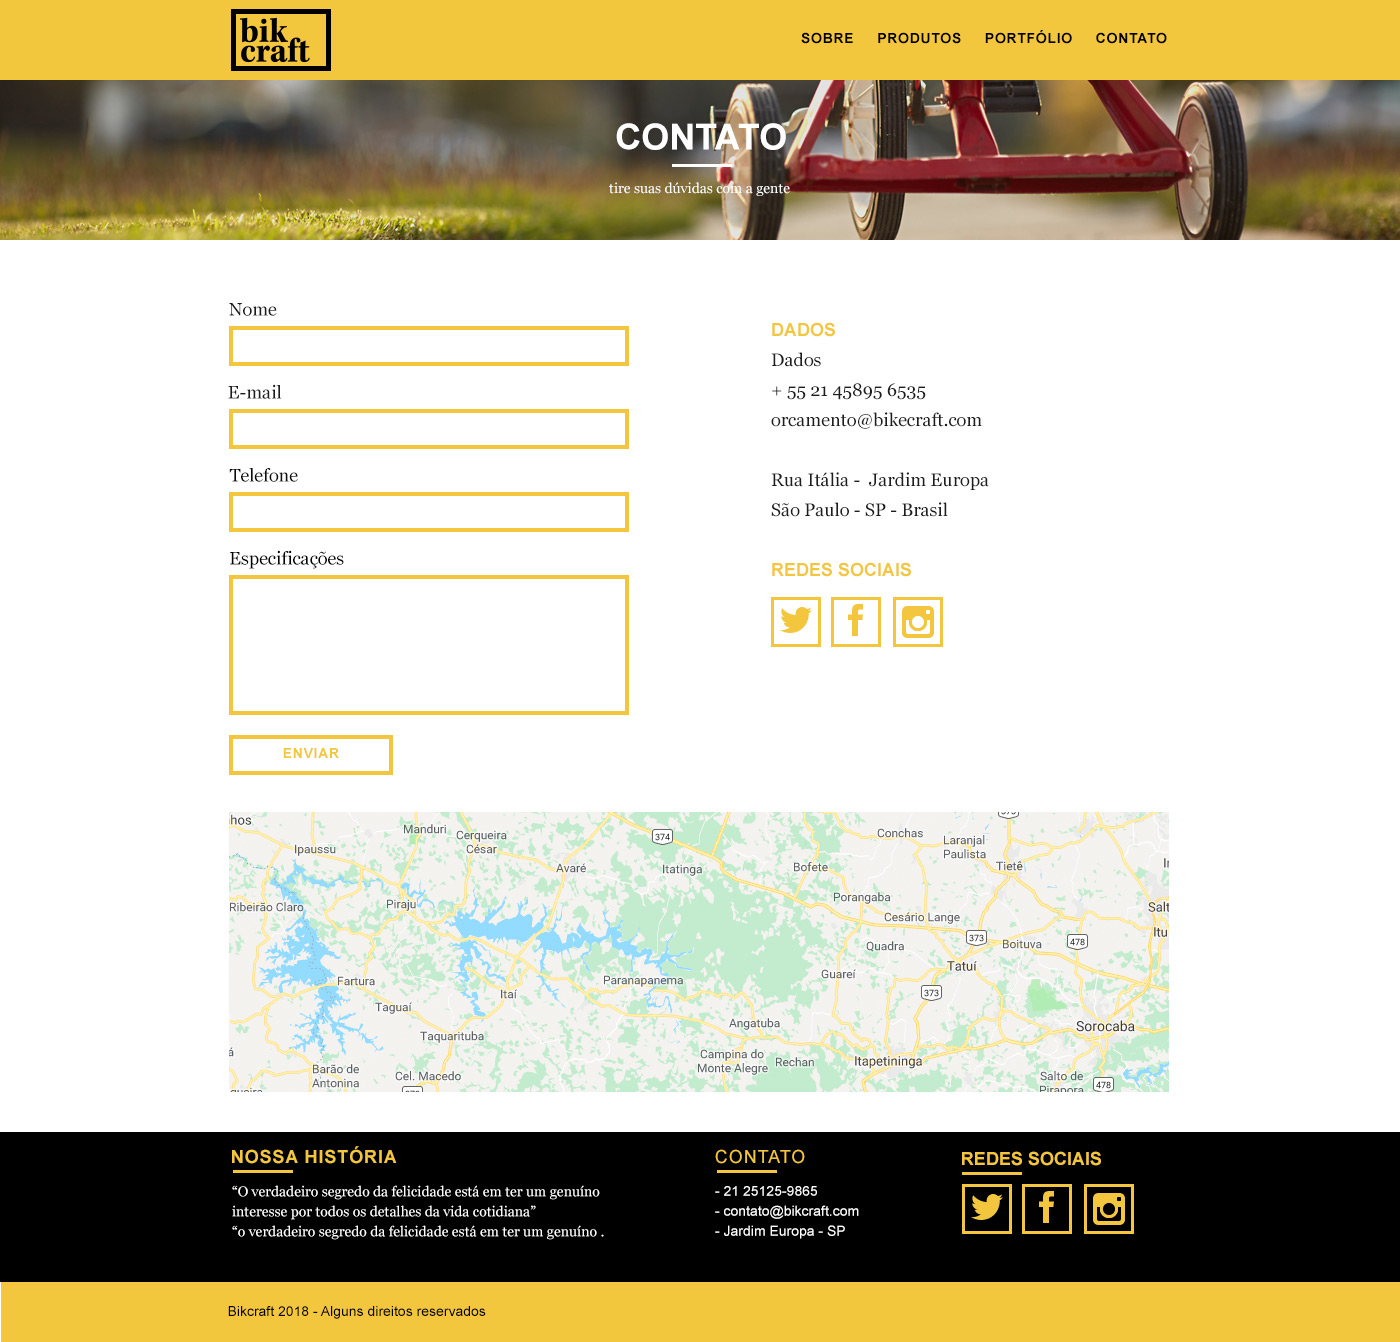 bik
craft
SOBRE PRODUTOS PORTFÓLIO CONTATO
CONTATO
tire suas dúvidas com a gente
Nome
E-mail
Telefone
Especificações
ENVIAR
DADOS
Dados
+ 55 21 45895 6535
orcamento@bikecraft.com
Rua Itália - Jardim Europa
São Paulo - SP - Brasil
REDES SOCIAIS
hos
Manduri
Cerqueira
César
374
Conchas
Laranjal
Paulista
Ipaussu
Avaré
Itatinga
Bofete
Tietê
Ribeirão Claro
Piraju
Porangaba
Cesário Lange
Salt
Itu
Quadra
373
Boituva
478
Tatuí
Fartura
Paranapanema
Guareí
Taguaí
Itaí
373
Taquarituba
Angatuba
Sorocaba
Campina do
Monte Alegre
Rechan
Itapetininga
Barão de
Antonina
Cel. Macedo
Salto de
Pirapora
478
NOSSA HISTÓRIA
“O verdadeiro segredo da felicidade está em ter um genuíno
interesse por todos os detalhes da vida cotidiana”
“o verdadeiro segredo da felicidade está em ter um genuíno .
CONTATO
- 21 25125-9865
- contato@bikcraft.com
- Jardim Europa - SP
REDES SOCIAIS
Bikcraft 2018 - Alguns direitos reservados